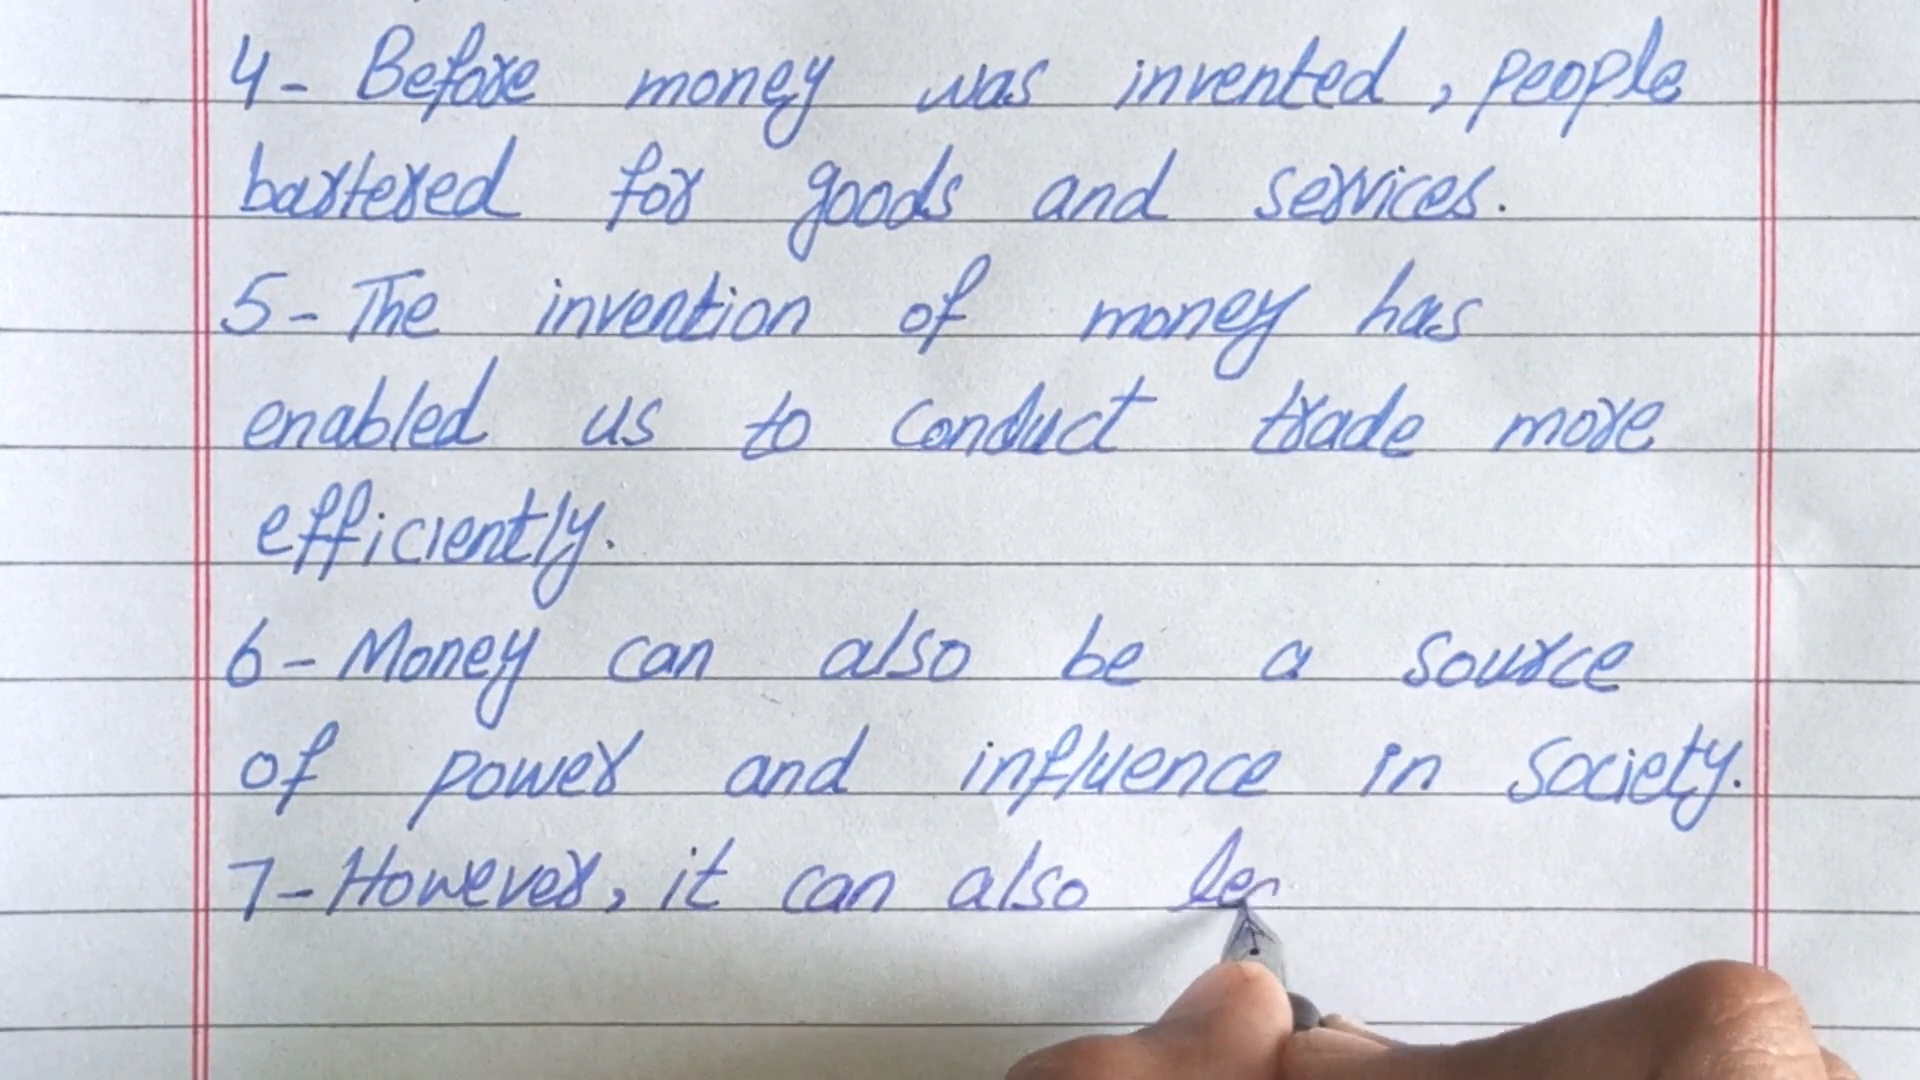 4- Before money was invented, people
bartered for goods and services.
5- The invention of money has
enabled us to conduct trade more
efficiently.
6- Money can also be a source
of power and influence in society.
7- However, it can also